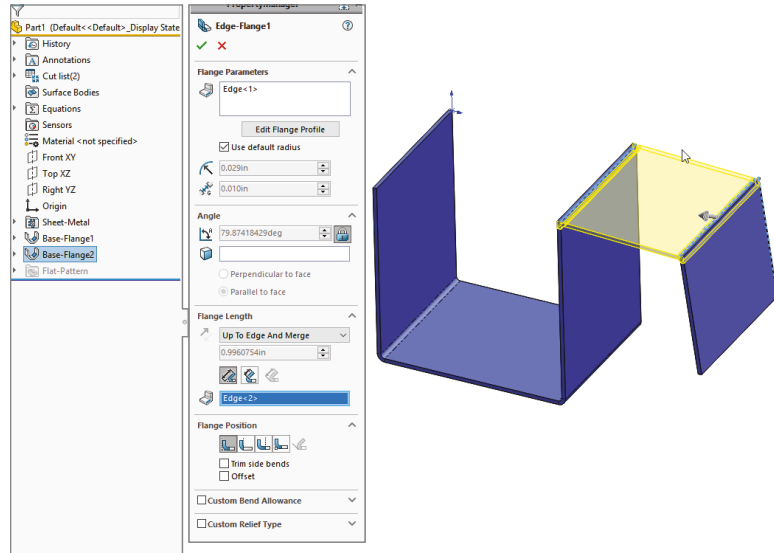 PropertyManager
Part1 (Default<<Default>_Display State
History
Annotations
Cut list(2)
Surface Bodies
Equations
Sensors
Material <not specified>
Front XY
Top XZ
Right YZ
Origin
Sheet-Metal
Base-Flange1
Base-Flange2
Flat-Pattern
Edge-Flange1
Flange Parameters
Edge<1>
Edit Flange Profile
Use default radius
0.029in
0.010in
Angle
79.87418429deg
Perpendicular to face
Parallel to face
Flange Length
Up To Edge And Merge
0.9960754in
Edge<2>
Flange Position
Trim side bends
Offset
Custom Bend Allowance
Custom Relief Type